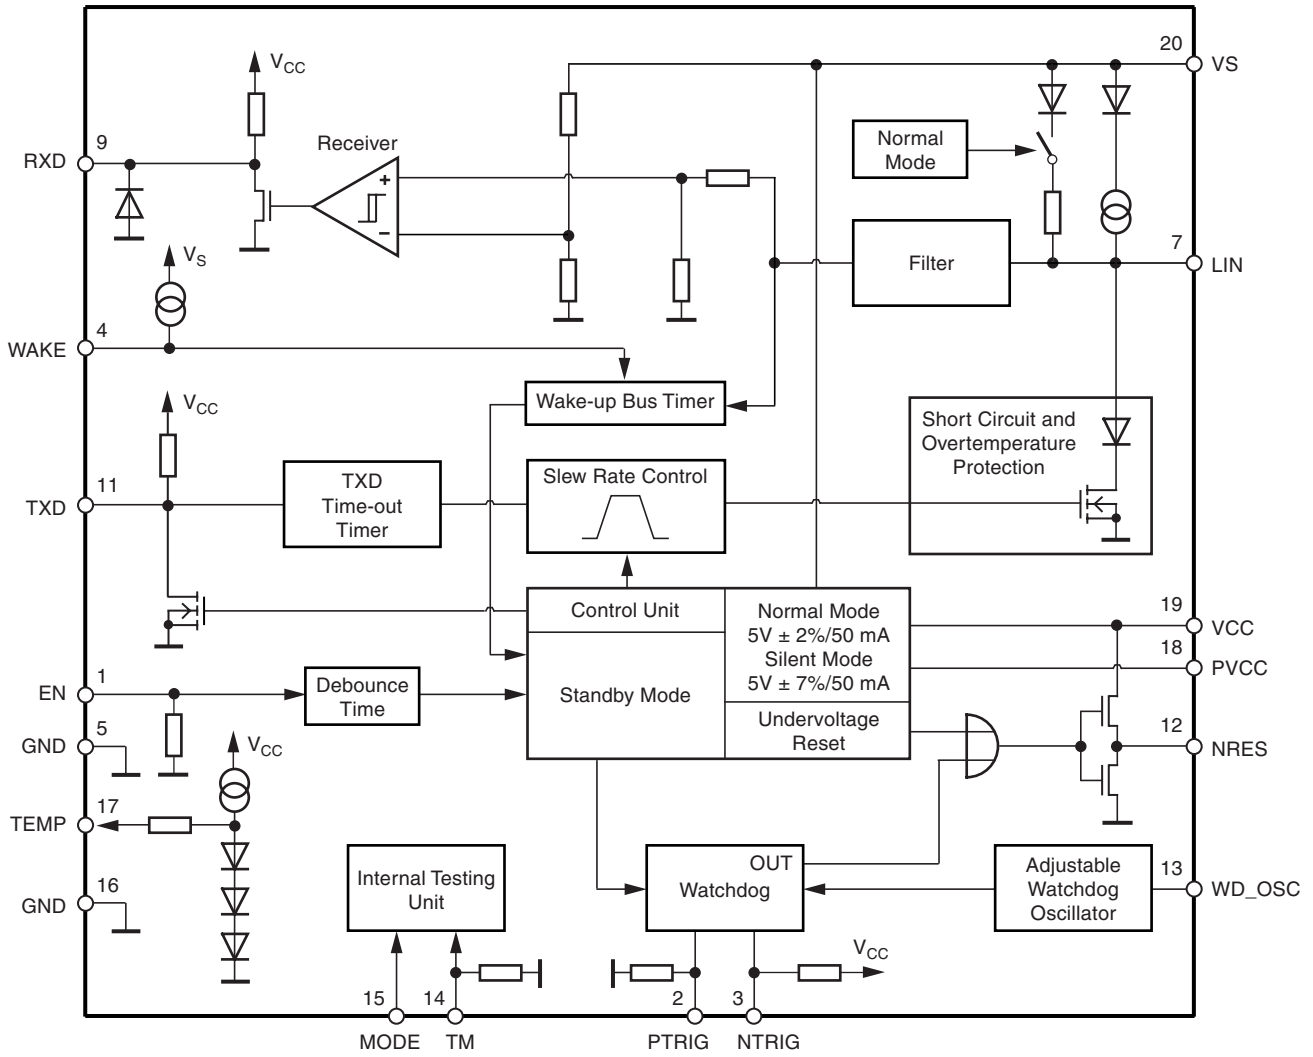 20
VS
VCC
9
Receiver
RXD
+
−
Normal
Mode
VS
7
Filter
LIN
4
WAKE
VCC
Wake-up Bus Timer
Short Circuit and
Overtemperature
Protection
11
TXD
TXD
Time-out
Timer
Slew Rate Control
Control Unit
Normal Mode
5V ± 2%/50 mA
Silent Mode
5V ± 7%/50 mA
19
VCC
18
PVCC
1
EN
Debounce
Time
Standby Mode
Undervoltage
Reset
5
GND
VCC
12
NRES
17
TEMP
16
GND
Internal Testing
Unit
OUT
Watchdog
Adjustable
Watchdog
Oscillator
13
WD_OSC
VCC
15
14
2
3
MODE
TM
PTRIG
NTRIG